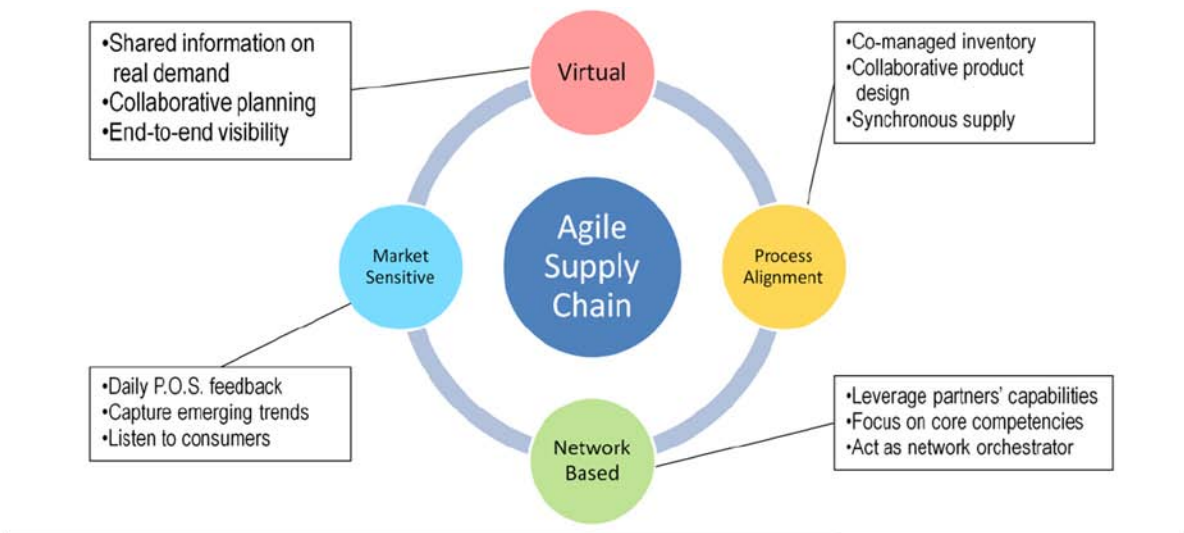 •Shared information on
real demand
•Collaborative planning
•End-to-end visibility
Virtual
•Co-managed inventory
•Collaborative product
design
•Synchronous supply
Market
Sensitive
Agile
Supply
Chain
Process
Alignment
•Daily P.O.S. feedback
•Capture emerging trends
•Listen to consumers
Network
Based
•Leverage partners’ capabilities
•Focus on core competencies
•Act as network orchestrator